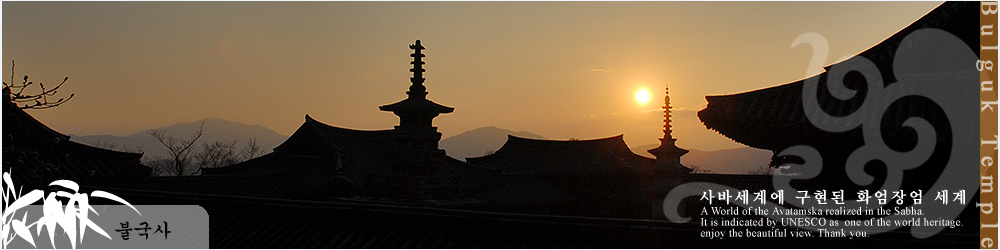 Bulguk Temple
사바세계에 구현된 화엄장엄 세계
A World of the Avatamska realized in the Sabha.
It is indicated by UNESCO as one of the world heritage.
enjoy the beautiful view. Thank you.
불국사